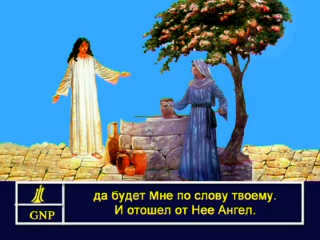 да будет Мне по слову твоему.
И отошел от Нее Ангел.
GNP